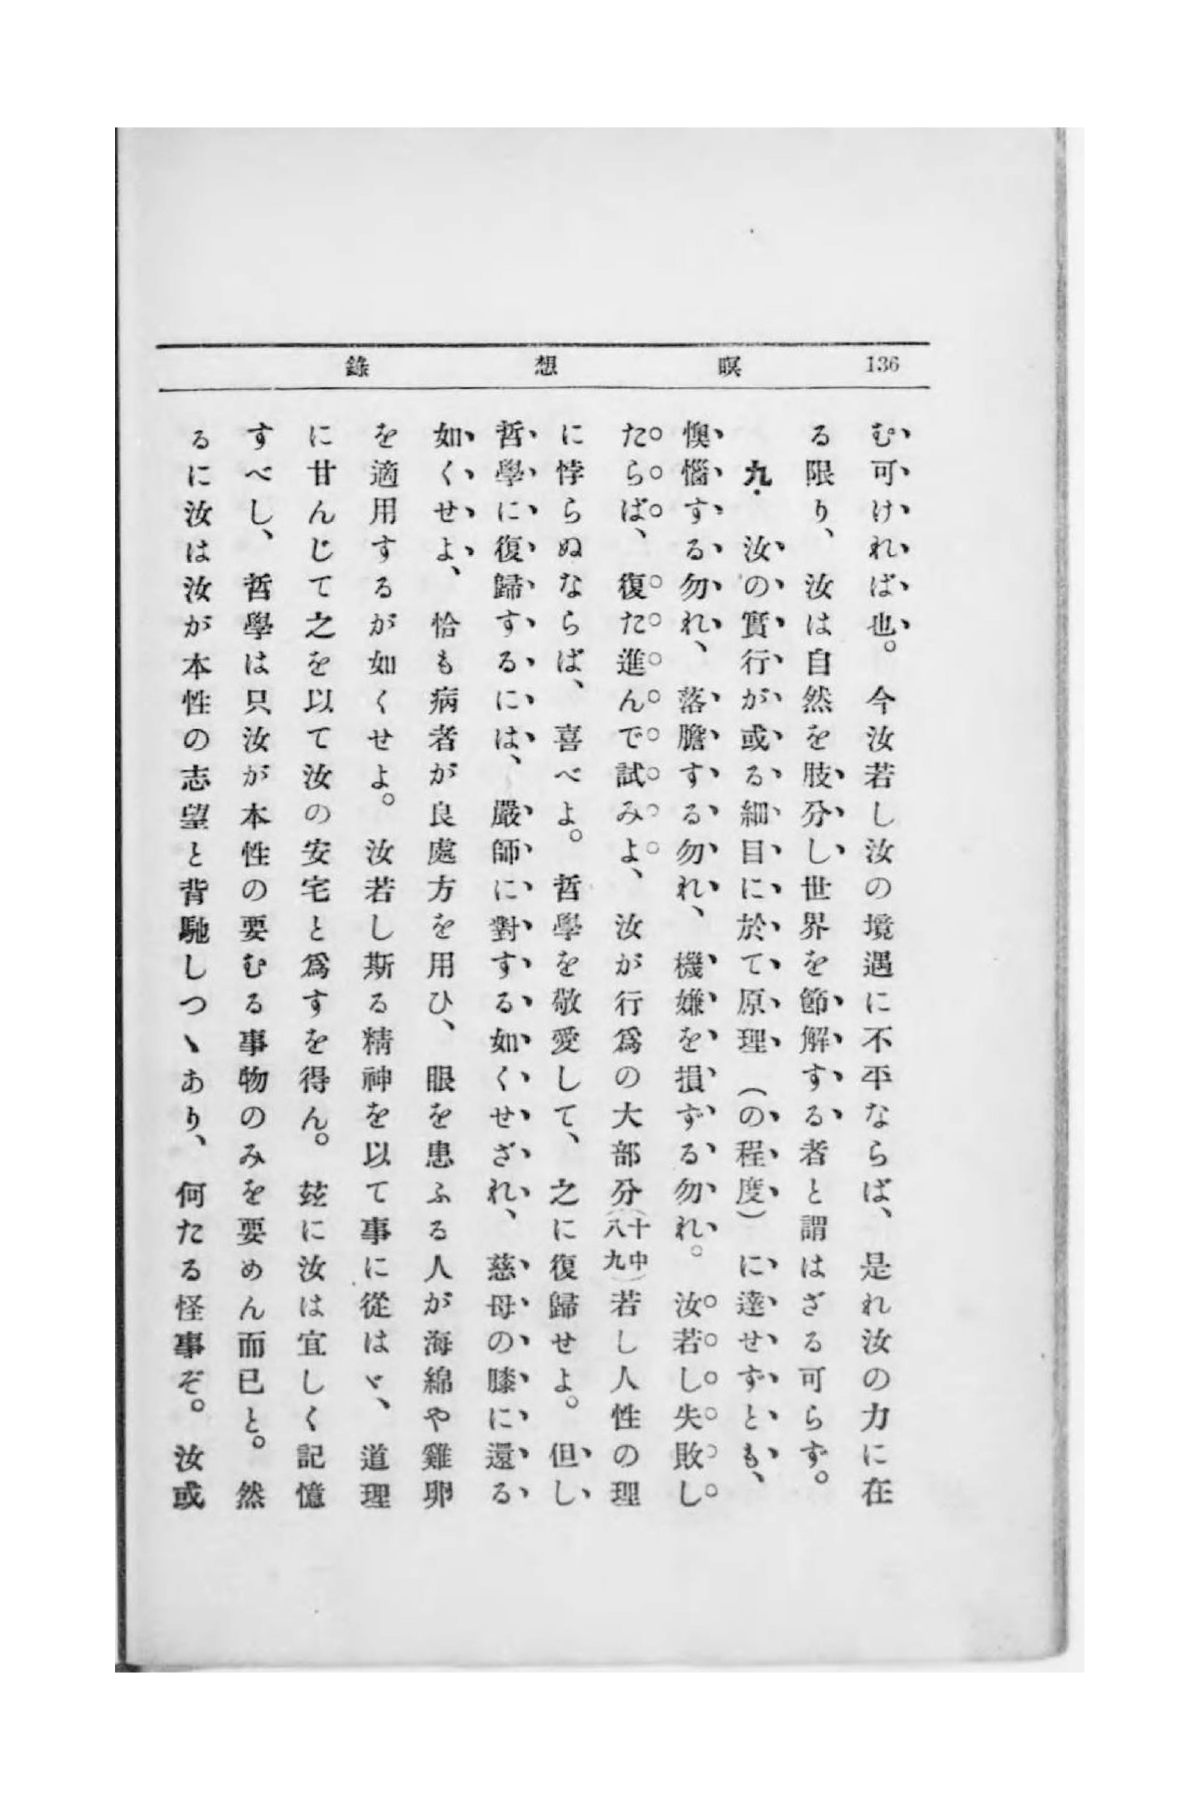 136 瞑想錄
む可ければ也。今汝若し汝の境遇に不平ならば、是れ汝の力に在
る限り、汝は自然を肢分し世界を節解する者と謂はざる可らず。
九. 汝の實行が或る細目に於て原理(の程度)に達せずとも、
懊惱する勿れ、落膽する勿れ、機嫌を損ずる勿れ。汝若し失敗し
たらば、復た進んで試みよ、汝が行爲の大部分(十中八九)若し人性の理
に悖らぬならば、喜べよ。哲學を敬愛して、之に復歸せよ。但し
哲學に復歸するには、嚴師に對する如くせざれ、慈母の膝に還る
如くせよ、恰も病者が良處方を用ひ、眼を患ふる人が海綿や雞卵
を適用するが如くせよ。汝若し斯る精神を以て事に從はゞ、道理
に甘んじて之を以て汝の安宅と爲すを得ん。玆に汝は宜しく記憶
すべし、哲學は只汝が本性の要むる事物のみを要めん而已と。然
るに汝は汝が本性の志望と背馳しつゝあり、何たる怪事ぞ。汝或